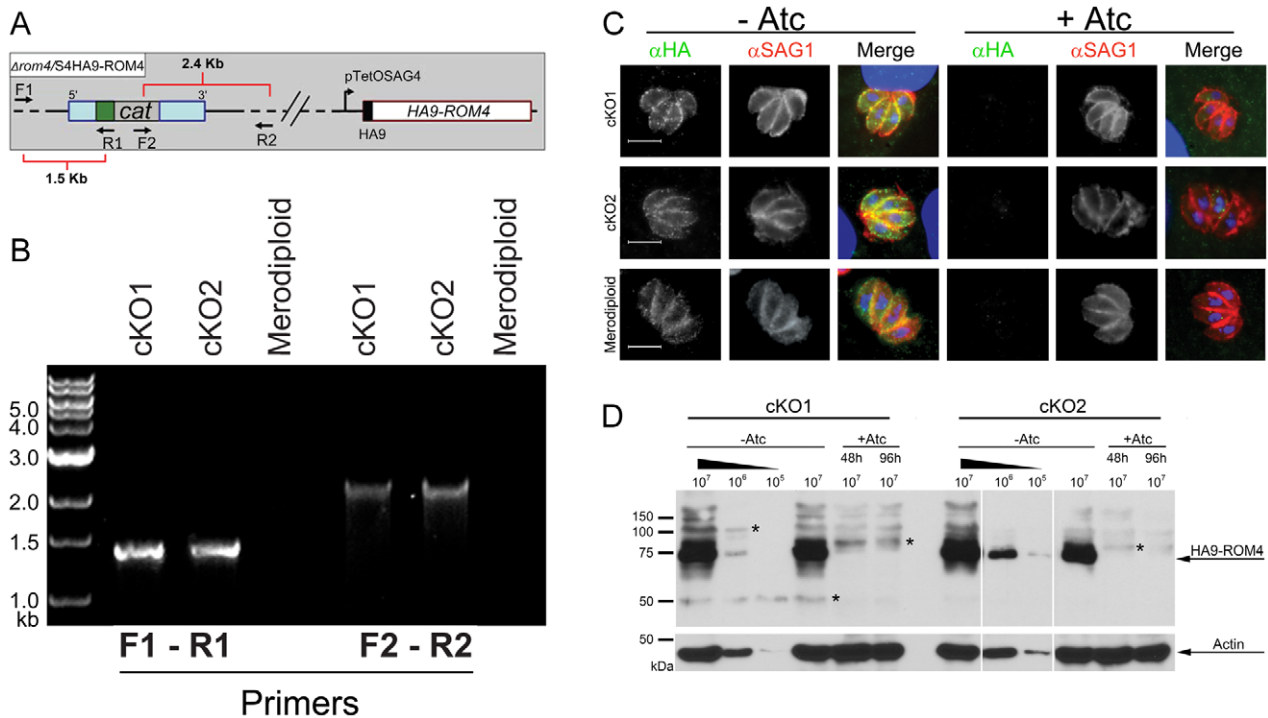 A
Δrom4/S4HA9-ROM4
2.4 Kb
F1
5'
cat
3'
R1
F2
R2
1.5 Kb
pTetOSAG4
HA9-ROM4
HA9
B
cKO1
cKO2
Merodiploid
cKO1
cKO2
Merodiploid
5.0
4.0
3.0
2.0
1.5
1.0
kb
F1 - R1
F2 - R2
Primers
C
- Atc
+ Atc
αHA
αSAG1
Merge
αHA
αSAG1
Merge
cKO1
cKO2
Merodiploid
D
cKO1
cKO2
-Atc
+Atc
-Atc
+Atc
48h 96h
48h 96h
10⁷ 10⁶ 10⁵ 10⁷ 10⁷ 10⁷
10⁷ 10⁶ 10⁵ 10⁷ 10⁷ 10⁷
150
100
75
50
*
*
*
*
HA9-ROM4
50
kDa
Actin